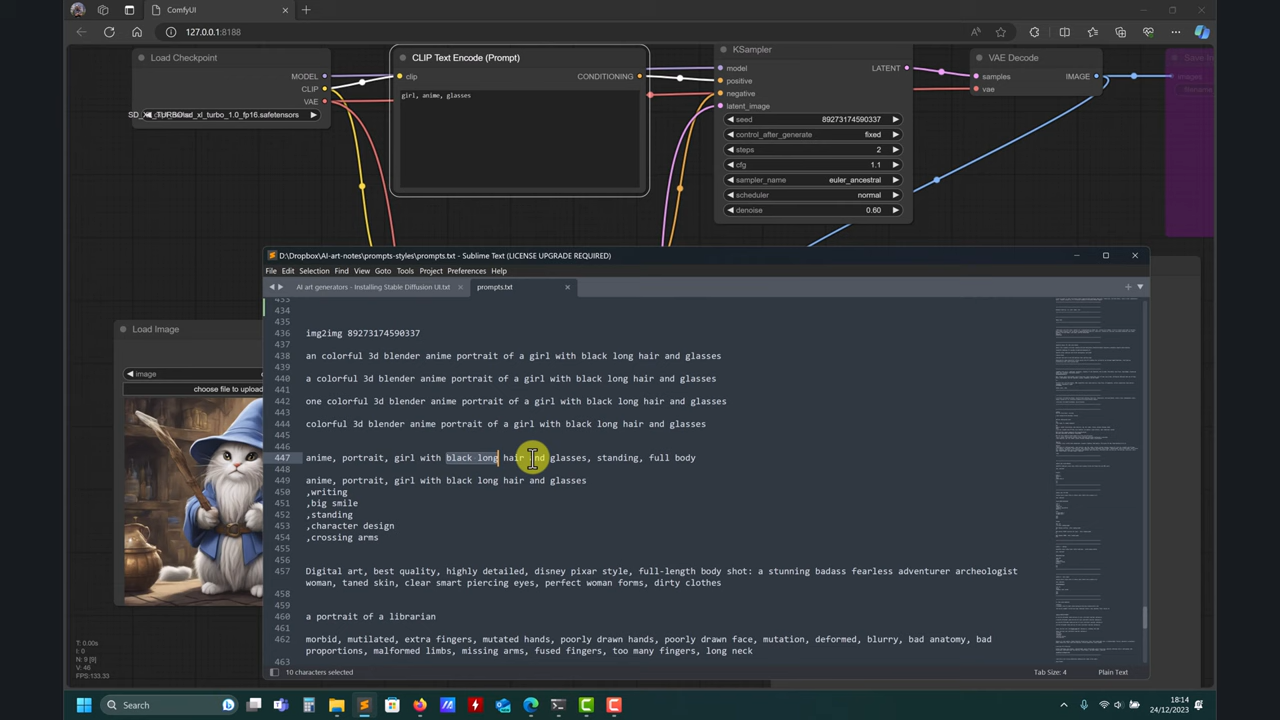 ComfyUI
127.0.0.1:8188
Load Checkpoint
MODEL
CLIP
VAE
CLIP Text Encode (Prompt)
clip
CONDITIONING
girl, anime, glasses
KSampler
model
LATENT
positive
negative
latent_image
seed 89273174590337
control_after_generate fixed
steps 2
cfg 1.1
sampler_name euler_ancestral
scheduler normal
denoise 0.60
VAE Decode
samples
IMAGE
vae
images
Load Image
image
choose file to upload
T: 0.00s
I: 0
N: 9 [9]
V: 46
FPS:133.33
D:\Dropbox\AI-art-notes\prompts-styles\prompts.txt - Sublime Text (LICENSE UPGRADE REQUIRED)
File Edit Selection Find View Goto Tools Project Preferences Help
AI art generators - Installing Stable Diffusion UI.txt
prompts.txt
433
434
435
436 img2img 89273174590337
437
438 an colorful 3d blender anime portrait of a girl with black long hair and glasses
439
440 a colorful 3d blender anime portrait of a girl with black long hair and glasses
441
442 one colorful 3d blender anime portrait of a girl with black long hair and glasses
443
444 colorful 3d blender anime portrait of a girl with black long hair and glasses
445
446
447 anime, portrait, girl with black long hair and glasses, standing, full body
448
449 anime, portrait, girl with black long hair and glasses
450 ,writing
451 ,big smile
452 ,standing
453 ,character design
454 ,crossing arms
455
456
457 Digital art, best quality, highly detailed, disney pixar style, full-length body shot: a stunning badass fearless adventurer archeologist
woman, taned skin, clear smart piercing eyes, perfect woman forms, dirty clothes
458
459
460 a portrait of a librarian
461
462 morbid, mutilated, extra fingers, mutated hands, poorly drawn hands, poorly drawn face, mutation, deformed, blurry, bad anatomy, bad
proportion, malformed limbs, missing arms, fused fingers, too many fingers, long neck
463
10 characters selected
Tab Size: 4
Plain Text
Search
18:14
24/12/2023